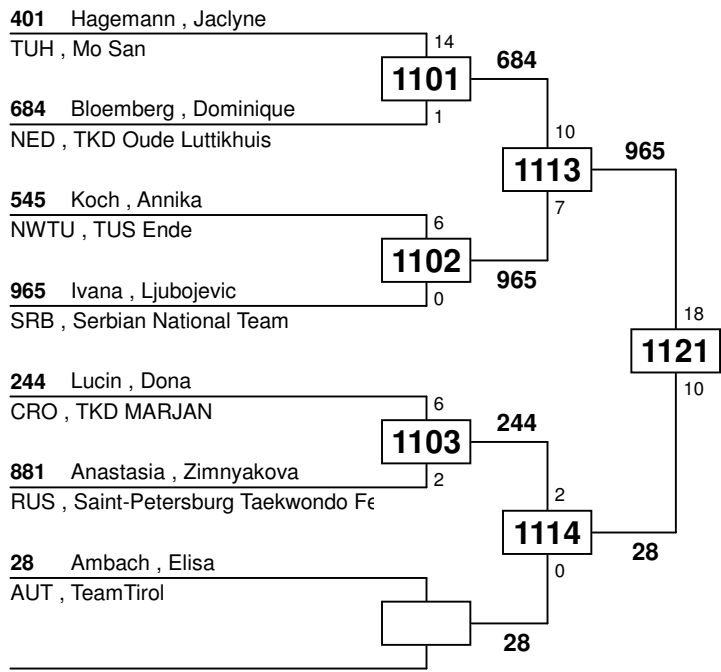 401 Hagemann , Jaclyne
TUH , Mo San
14
1101
684
1
684 Bloemberg , Dominique
NED , TKD Oude Luttikhuis
10
1113
965
7
545 Koch , Annika
NWTU , TUS Ende
6
1102
965
0
965 Ivana , Ljubojevic
SRB , Serbian National Team
18
1121
10
244 Lucin , Dona
CRO , TKD MARJAN
6
1103
244
2
881 Anastasia , Zimnyakova
RUS , Saint-Petersburg Taekwondo Fe
2
1114
28
0
28 Ambach , Elisa
AUT , TeamTirol
28